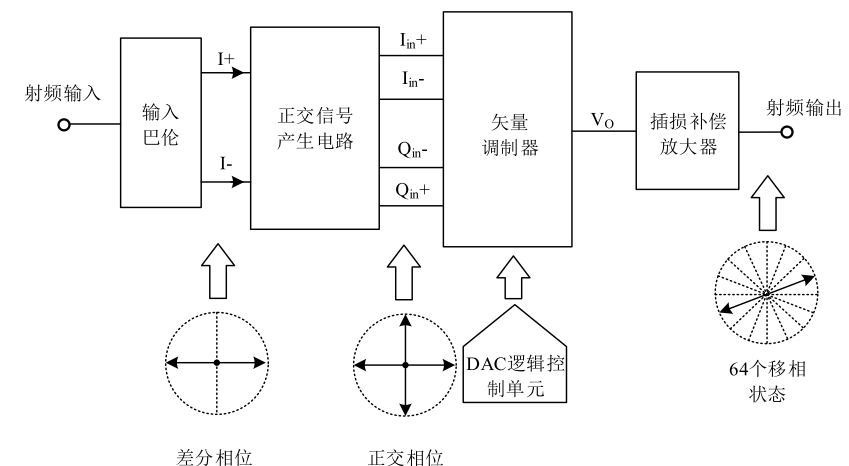 射频输入
输入
巴伦
I+
I-
正交信号
产生电路
Iin+
Iin-
Qin-
Qin+
矢量
调制器
VO
插损补偿
放大器
射频输出
DAC逻辑控
制单元
64个移相
状态
差分相位
正交相位